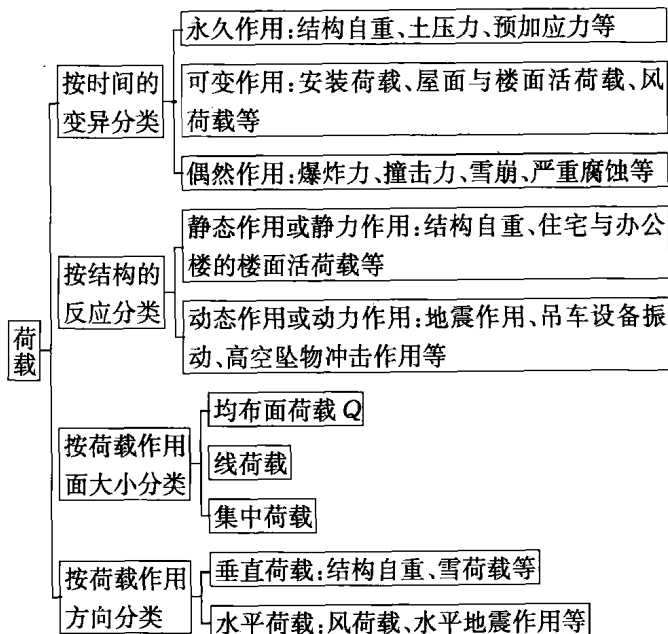 荷载
按时间的
变异分类
永久作用:结构自重、土压力、预加应力等
可变作用:安装荷载、屋面与楼面活荷载、风
荷载等
偶然作用:爆炸力、撞击力、雪崩、严重腐蚀等
按结构的
反应分类
静态作用或静力作用:结构自重、住宅与办公
楼的楼面活荷载等
动态作用或动力作用:地震作用、吊车设备振
动、高空坠物冲击作用等
按荷载作用
面大小分类
均布面荷载 Q
线荷载
集中荷载
按荷载作用
方向分类
垂直荷载:结构自重、雪荷载等
水平荷载:风荷载、水平地震作用等